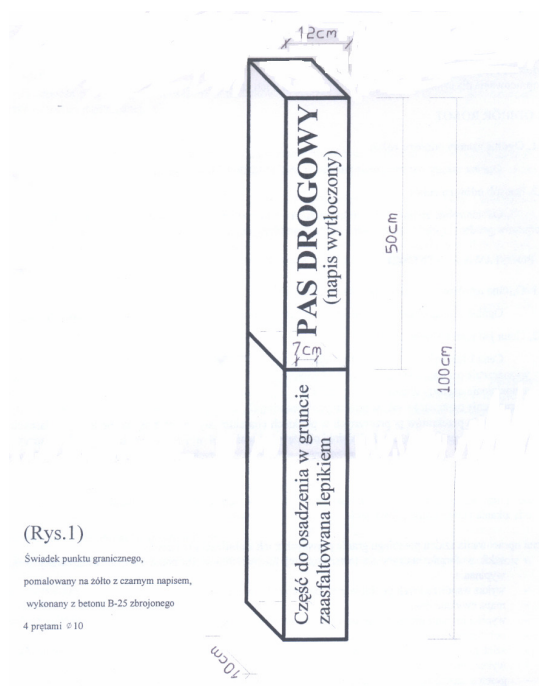 12cm
PAS DROGOWY
(napis wytłoczony)
50cm
7cm
100cm
Część do osadzenia w gruncie
zaasfaltowana lepikiem
(Rys.1)
Świadek punktu granicznego,
pomalowany na żółto z czarnym napisem,
wykonany z betonu B-25 zbrojonego
4 prętami ⌀10
10cm